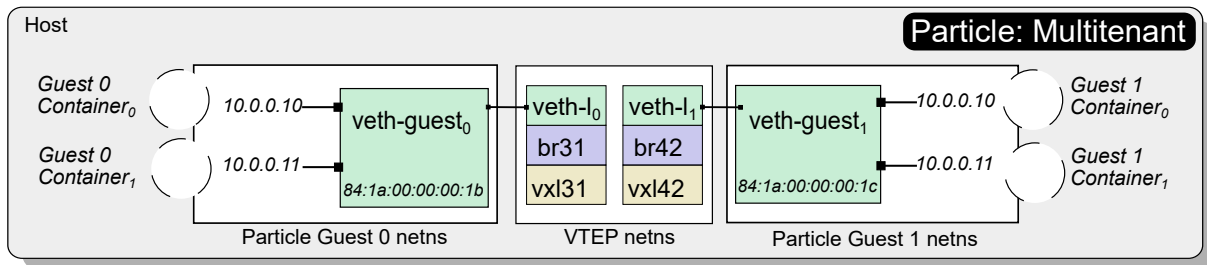 Host
Particle: Multitenant
Guest 0
Container₀
10.0.0.10
Guest 0
Container₁
10.0.0.11
veth-guest₀
84:1a:00:00:00:1b
veth-l₀
br31
vxl31
veth-l₁
br42
vxl42
veth-guest₁
84:1a:00:00:00:1c
10.0.0.10
Guest 1
Container₀
10.0.0.11
Guest 1
Container₁
Particle Guest 0 netns
VTEP netns
Particle Guest 1 netns